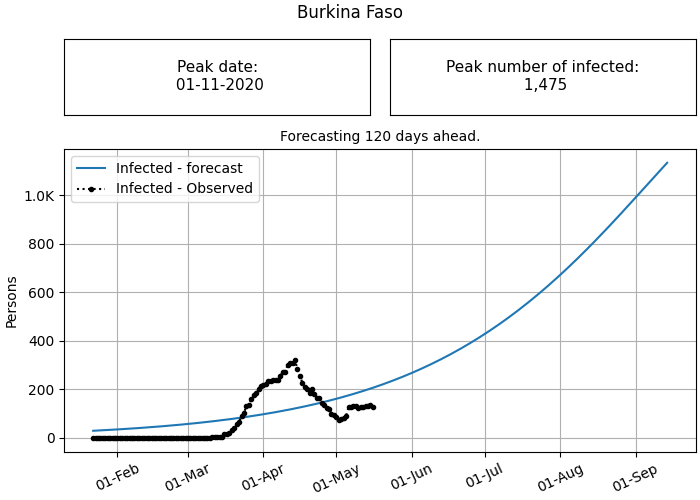 Burkina Faso
Peak date:
01-11-2020
Peak number of infected:
1,475
Forecasting 120 days ahead.
Infected - forecast
Infected - Observed
Persons
1.0K
800
600
400
200
0
01-Feb
01-Mar
01-Apr
01-May
01-Jun
01-Jul
01-Aug
01-Sep